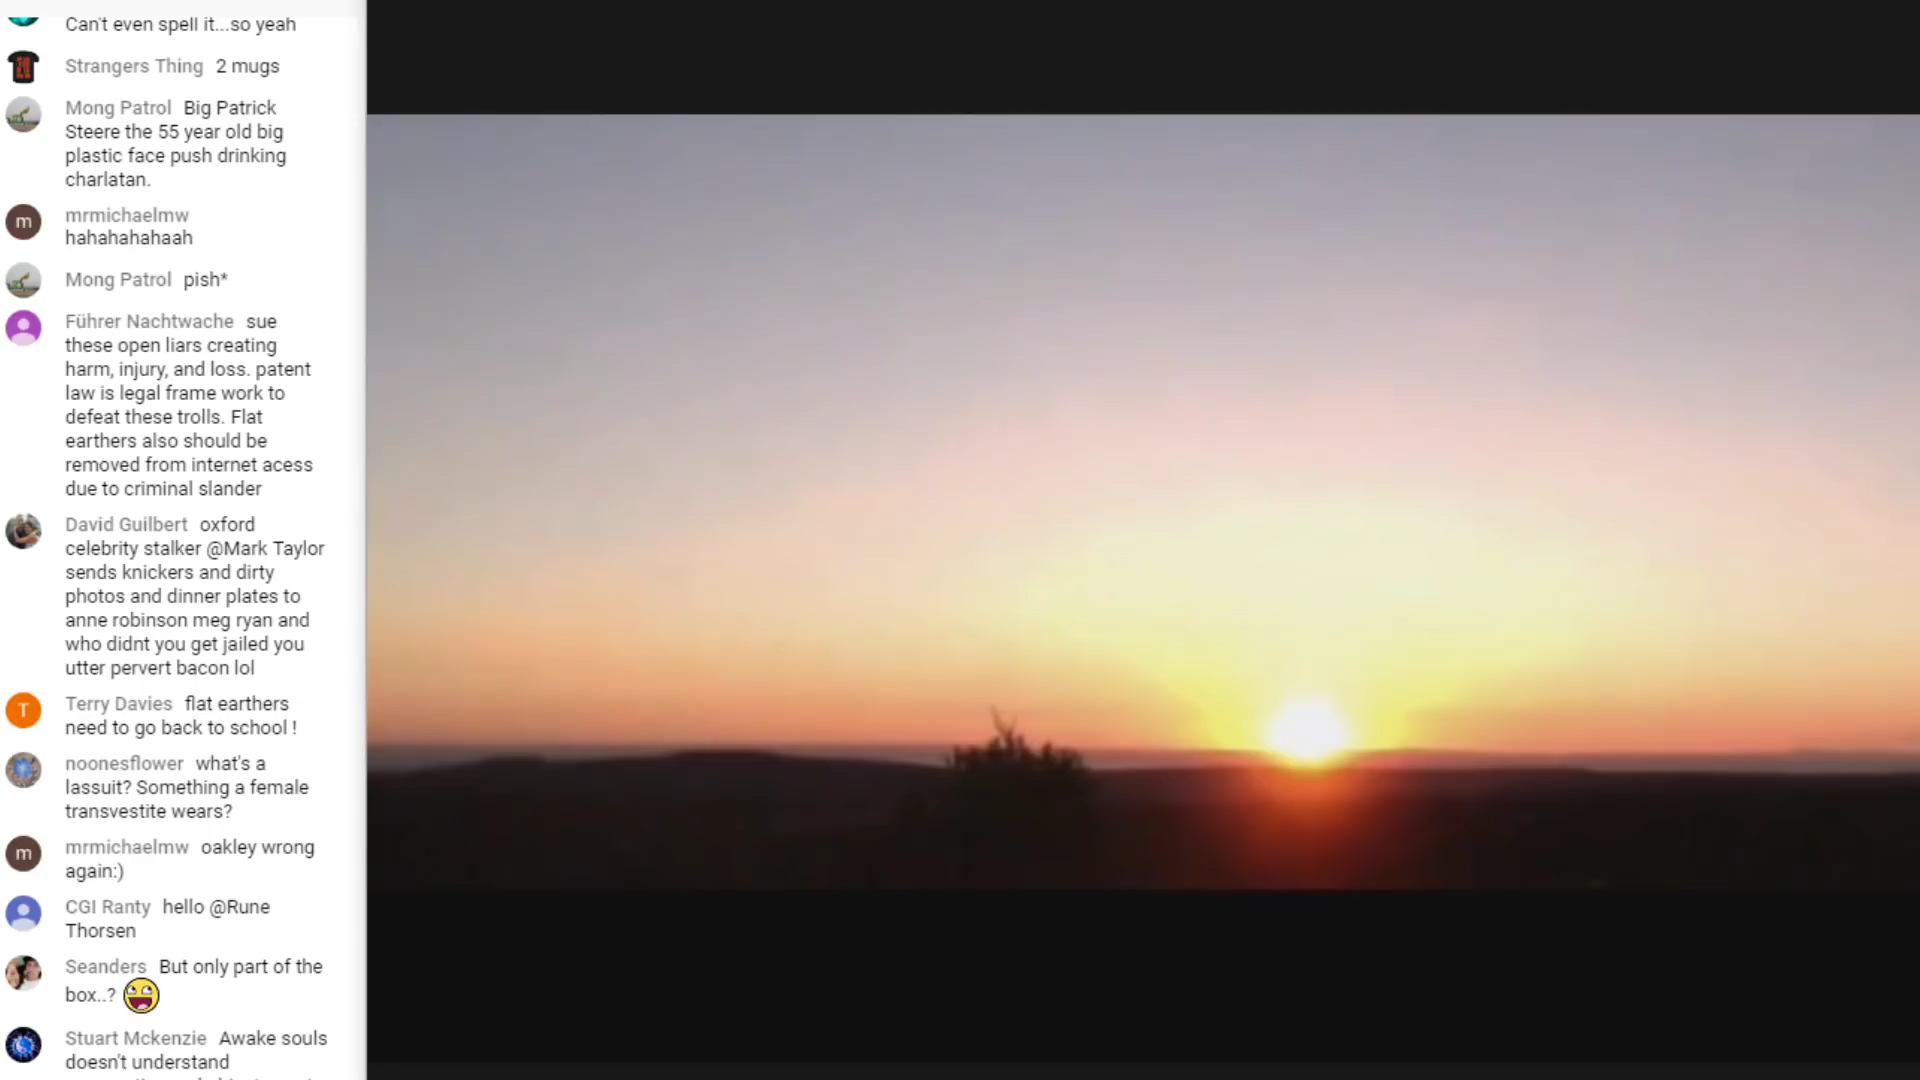 Can't even spell it...so yeah
Strangers Thing 2 mugs
Mong Patrol Big Patrick
Steere the 55 year old big
plastic face push drinking
charlatan.
mrmichaelmw
hahahahahaah
Mong Patrol pish*
Führer Nachtwache sue
these open liars creating
harm, injury, and loss. patent
law is legal frame work to
defeat these trolls. Flat
earthers also should be
removed from internet acess
due to criminal slander
David Guilbert oxford
celebrity stalker @Mark Taylor
sends knickers and dirty
photos and dinner plates to
anne robinson meg ryan and
who didnt you get jailed you
utter pervert bacon lol
Terry Davies flat earthers
need to go back to school !
noonesflower what's a
lassuit? Something a female
transvestite wears?
mrmichaelmw oakley wrong
again:)
CGI Ranty hello @Rune
Thorsen
Seanders But only part of the
box..?
Stuart Mckenzie Awake souls
doesn't understand